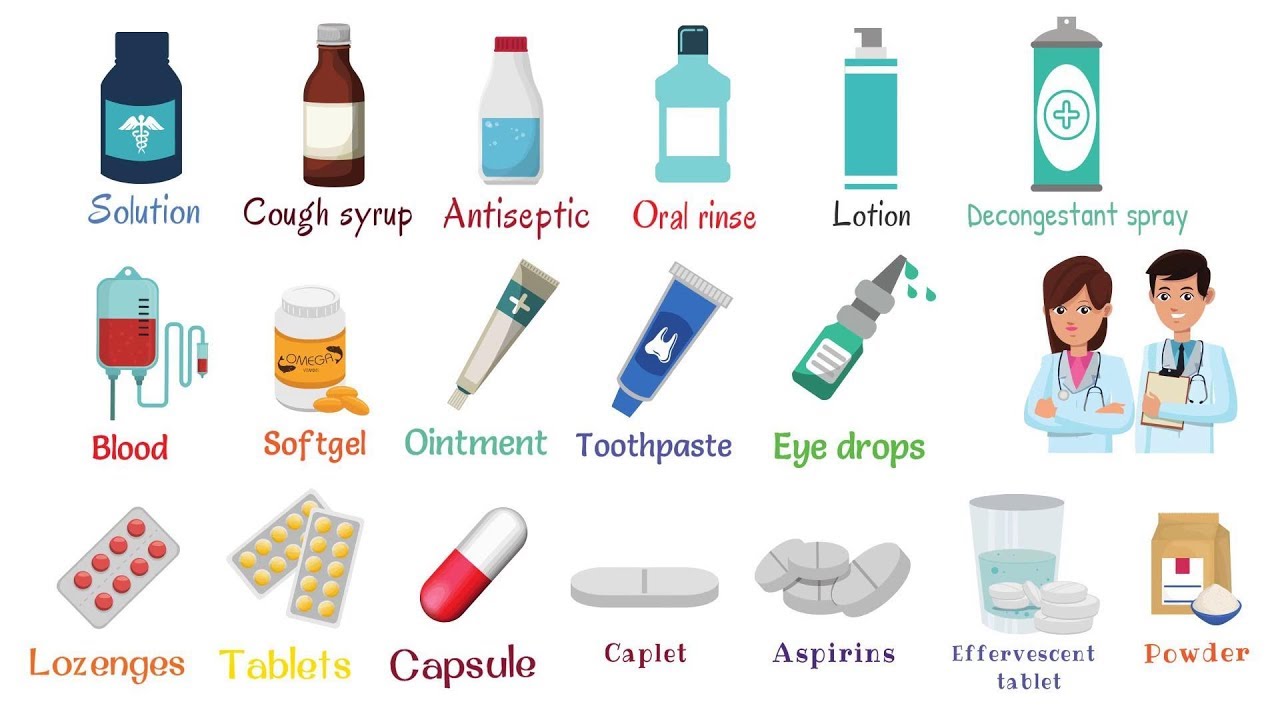 Solution
Cough syrup
Antiseptic
Oral rinse
Lotion
Decongestant spray
OMEGA
Blood
Softgel
Ointment
Toothpaste
Eye drops
Lozenges
Tablets
Capsule
Caplet
Aspirins
Effervescent
tablet
Powder